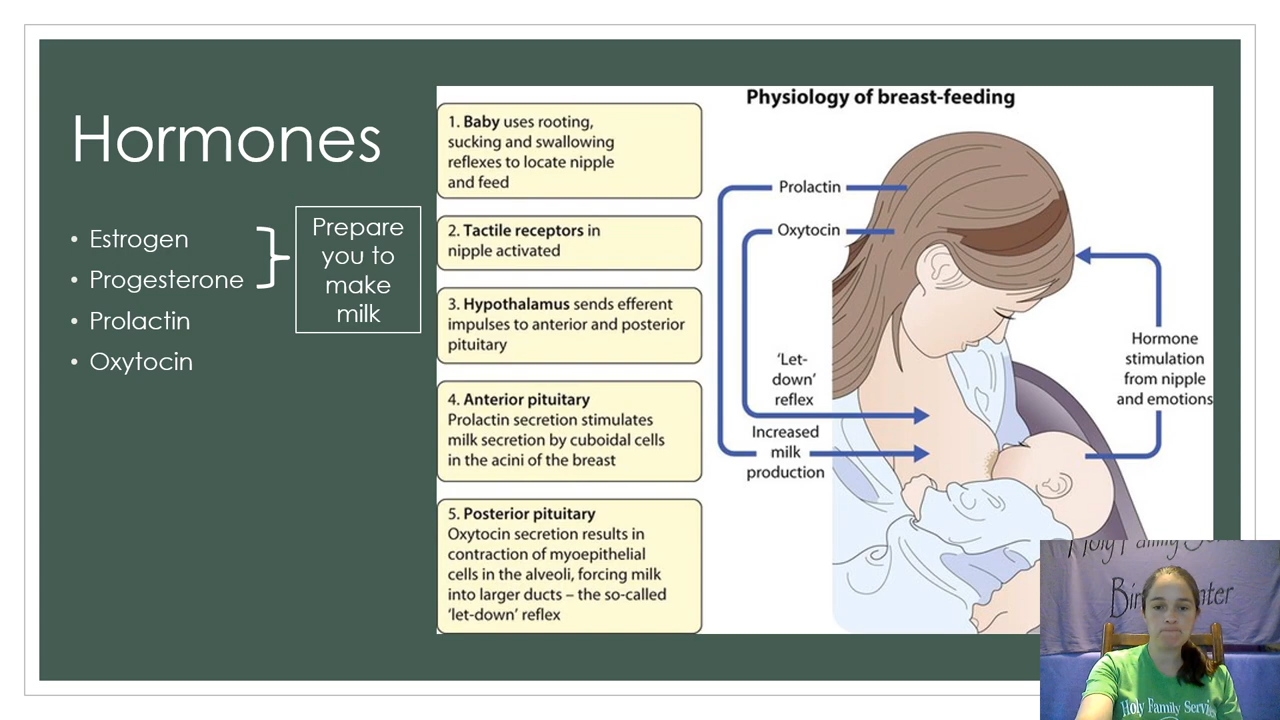 Hormones
• Estrogen
• Progesterone
• Prolactin
• Oxytocin
Prepare
you to
make
milk
Physiology of breast-feeding
1. Baby uses rooting,
sucking and swallowing
reflexes to locate nipple
and feed
2. Tactile receptors in
nipple activated
3. Hypothalamus sends efferent
impulses to anterior and posterior
pituitary
4. Anterior pituitary
Prolactin secretion stimulates
milk secretion by cuboidal cells
in the acini of the breast
5. Posterior pituitary
Oxytocin secretion results in
contraction of myoepithelial
cells in the alveoli, forcing milk
into larger ducts – the so-called
‘let-down’ reflex
Prolactin
Oxytocin
‘Let-
down’
reflex
Increased
milk
production
Hormone
stimulation
from nipple
and emotions
Holy Family
Holy Family